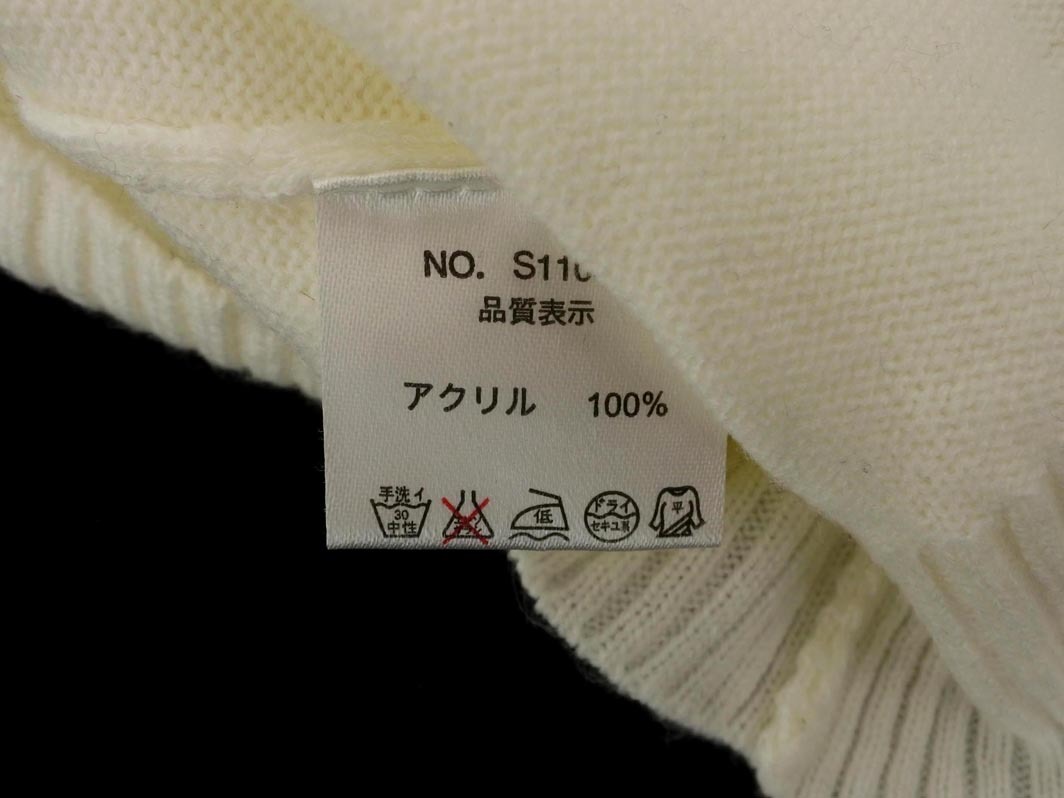 NO. S110
品質表示
アクリル 100%
手洗イ 30 中性 低 ドライ セキユ系 平